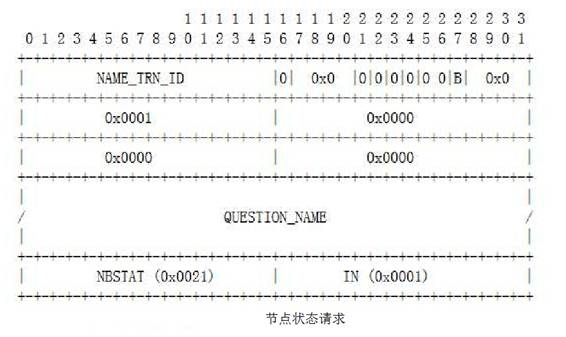 1 1 1 1 1 1 1 1 1 1 2 2 2 2 2 2 2 2 2 2 3 3
0 1 2 3 4 5 6 7 8 9 0 1 2 3 4 5 6 7 8 9 0 1 2 3 4 5 6 7 8 9 0 1
+-+-+-+-+-+-+-+-+-+-+-+-+-+-+-+-+-+-+-+-+-+-+-+-+-+-+-+-+-+-+-+-+
| NAME_TRN_ID |0| 0x0 |0|0|0|0|0 0|B| 0x0 |
+-+-+-+-+-+-+-+-+-+-+-+-+-+-+-+-+-+-+-+-+-+-+-+-+-+-+-+-+-+-+-+-+
| 0x0001 | 0x0000 |
+-+-+-+-+-+-+-+-+-+-+-+-+-+-+-+-+-+-+-+-+-+-+-+-+-+-+-+-+-+-+-+-+
| 0x0000 | 0x0000 |
+-+-+-+-+-+-+-+-+-+-+-+-+-+-+-+-+-+-+-+-+-+-+-+-+-+-+-+-+-+-+-+-+
| |
/ QUESTION_NAME /
| |
+-+-+-+-+-+-+-+-+-+-+-+-+-+-+-+-+-+-+-+-+-+-+-+-+-+-+-+-+-+-+-+-+
| NBSTAT (0x0021) | IN (0x0001) |
+-+-+-+-+-+-+-+-+-+-+-+-+-+-+-+-+-+-+-+-+-+-+-+-+-+-+-+-+-+-+-+-+
节点状态请求